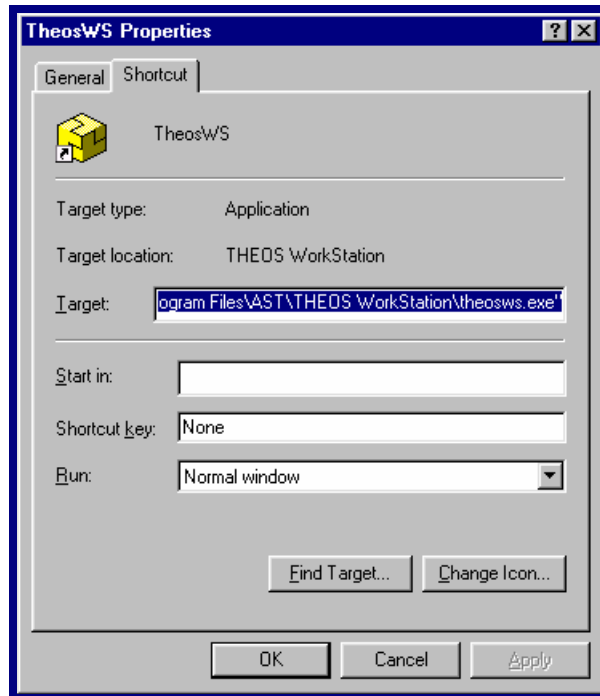 TheosWS Properties
General Shortcut
TheosWS
Target type: Application
Target location: THEOS WorkStation
Target: ogram Files\AST\THEOS WorkStation\theosws.exe"
Start in:
Shortcut key: None
Run: Normal window
Find Target... Change Icon...
OK Cancel Apply